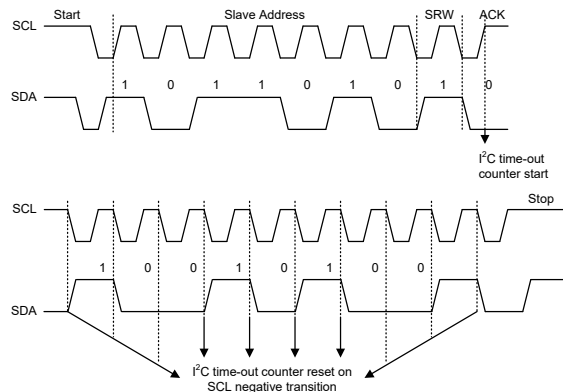 Start Slave Address SRW ACK
SCL
1 0 1 1 0 1 0 1 0
SDA
I²C time-out
counter start
Stop
SCL
1 0 0 1 0 1 0 0
SDA
I²C time-out counter reset on
SCL negative transition